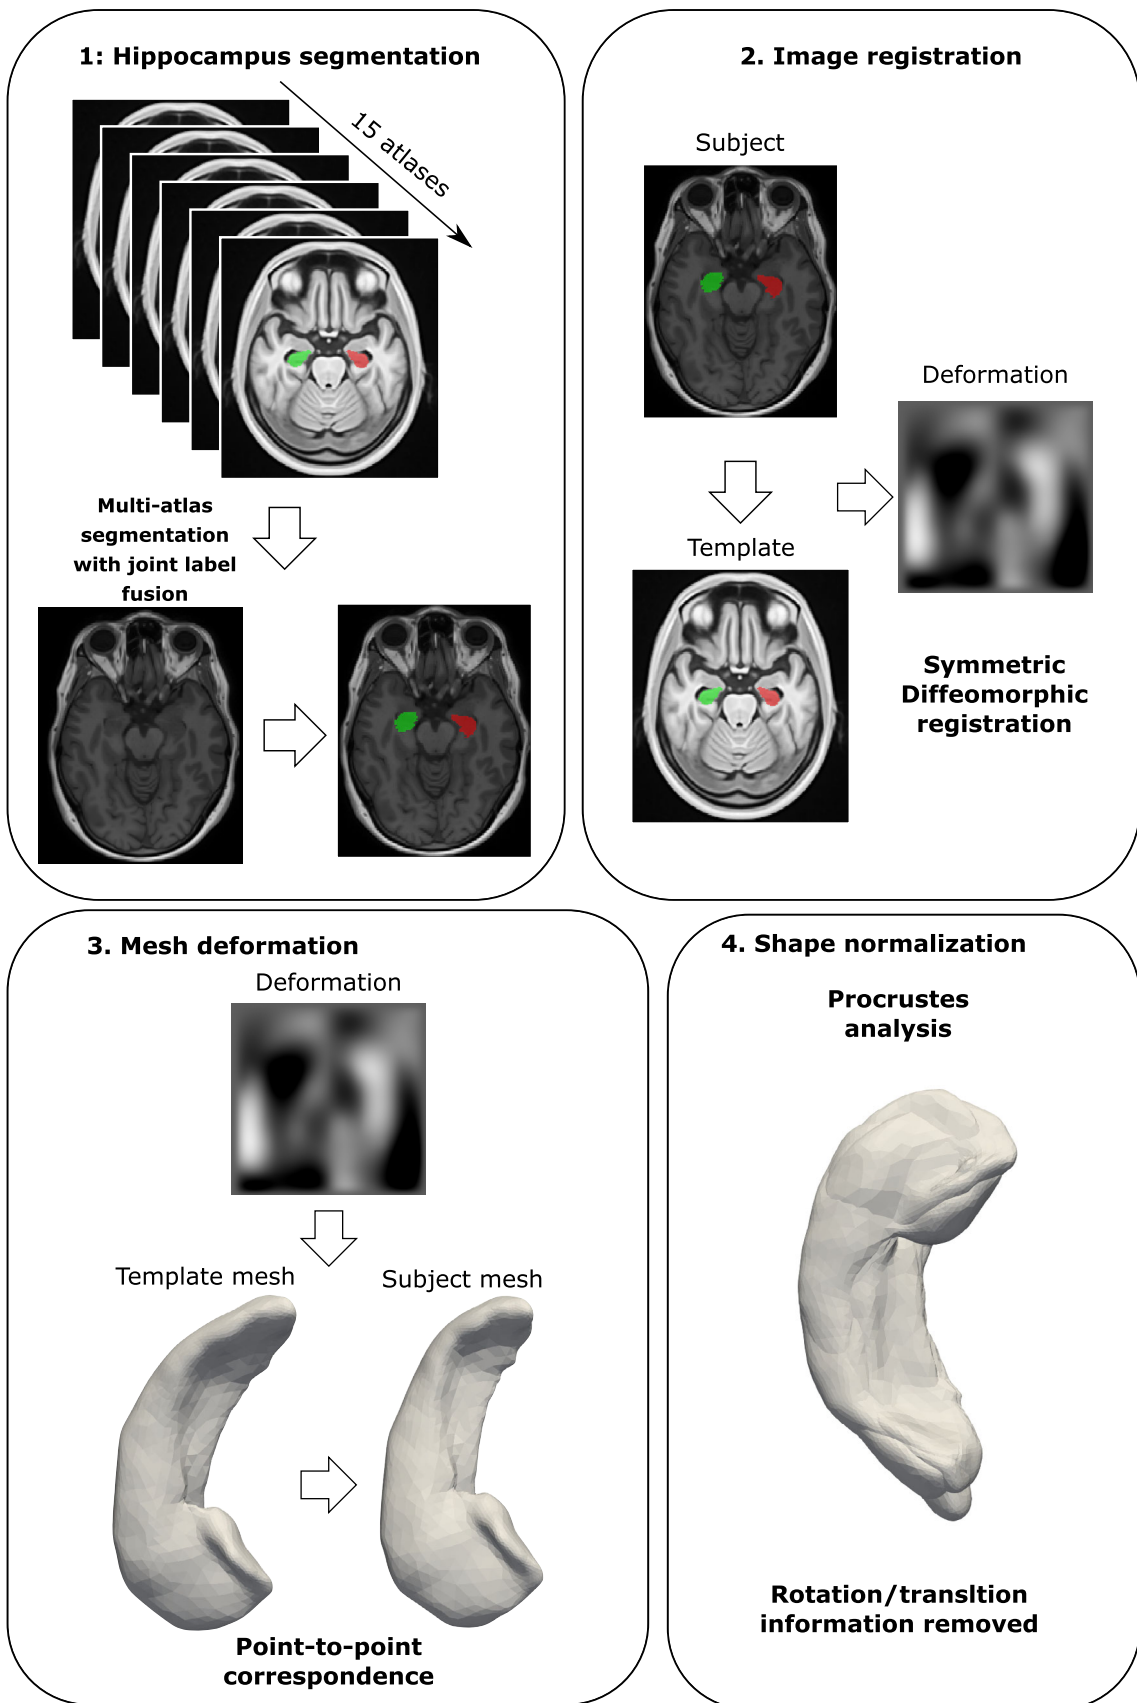 1: Hippocampus segmentation
15 atlases
Multi-atlas
segmentation
with joint label
fusion
2. Image registration
Subject
Deformation
Template
Symmetric
Diffeomorphic
registration
3. Mesh deformation
Deformation
Template mesh
Subject mesh
Point-to-point
correspondence
4. Shape normalization
Procrustes
analysis
Rotation/transltion
information removed